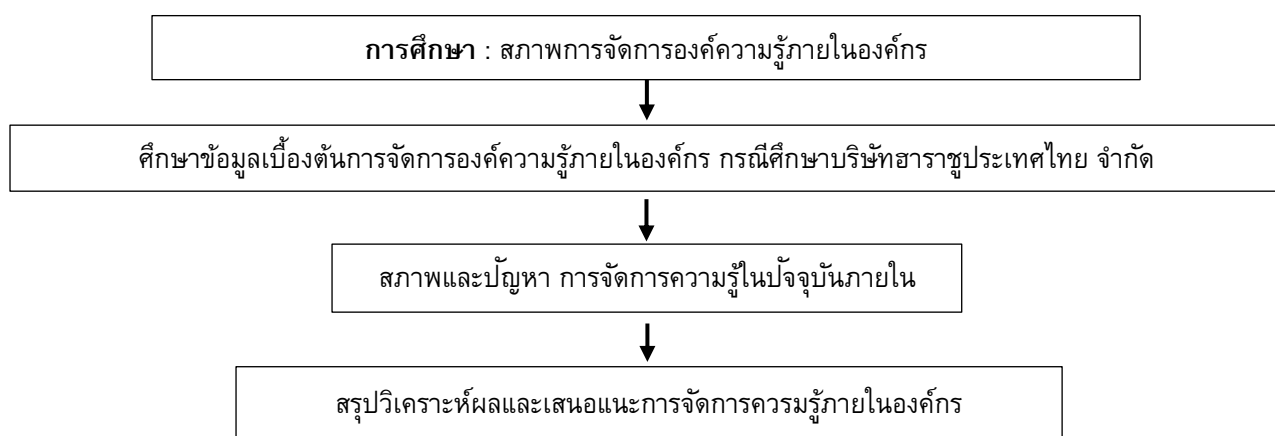 การศึกษา : สภาพการจัดการองค์ความรู้ภายในองค์กร
ศึกษาข้อมูลเบื้องต้นการจัดการองค์ความรู้ภายในองค์กร กรณีศึกษาบริษัทฮาราชูประเทศไทย จำกัด
สภาพและปัญหา การจัดการความรู้ในปัจจุบันภายใน
สรุปวิเคราะห์ผลและเสนอแนะการจัดการควรมรู้ภายในองค์กร